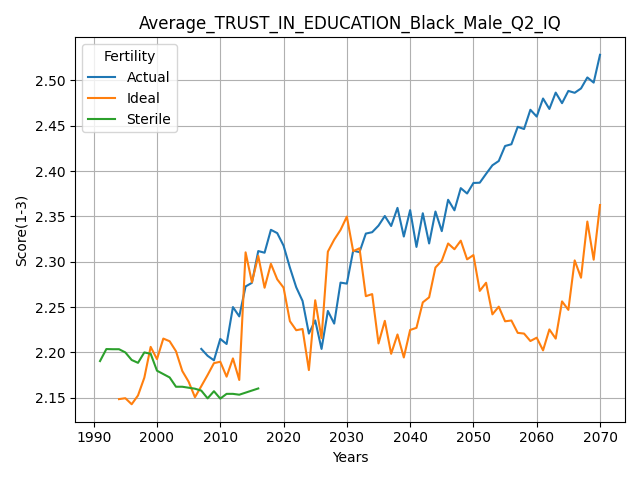 Average_TRUST_IN_EDUCATION_Black_Male_Q2_IQ
Fertility
Actual
Ideal
Sterile
Score(1-3)
2.50
2.45
2.40
2.35
2.30
2.25
2.20
2.15
1990 2000 2010 2020 2030 2040 2050 2060 2070
Years